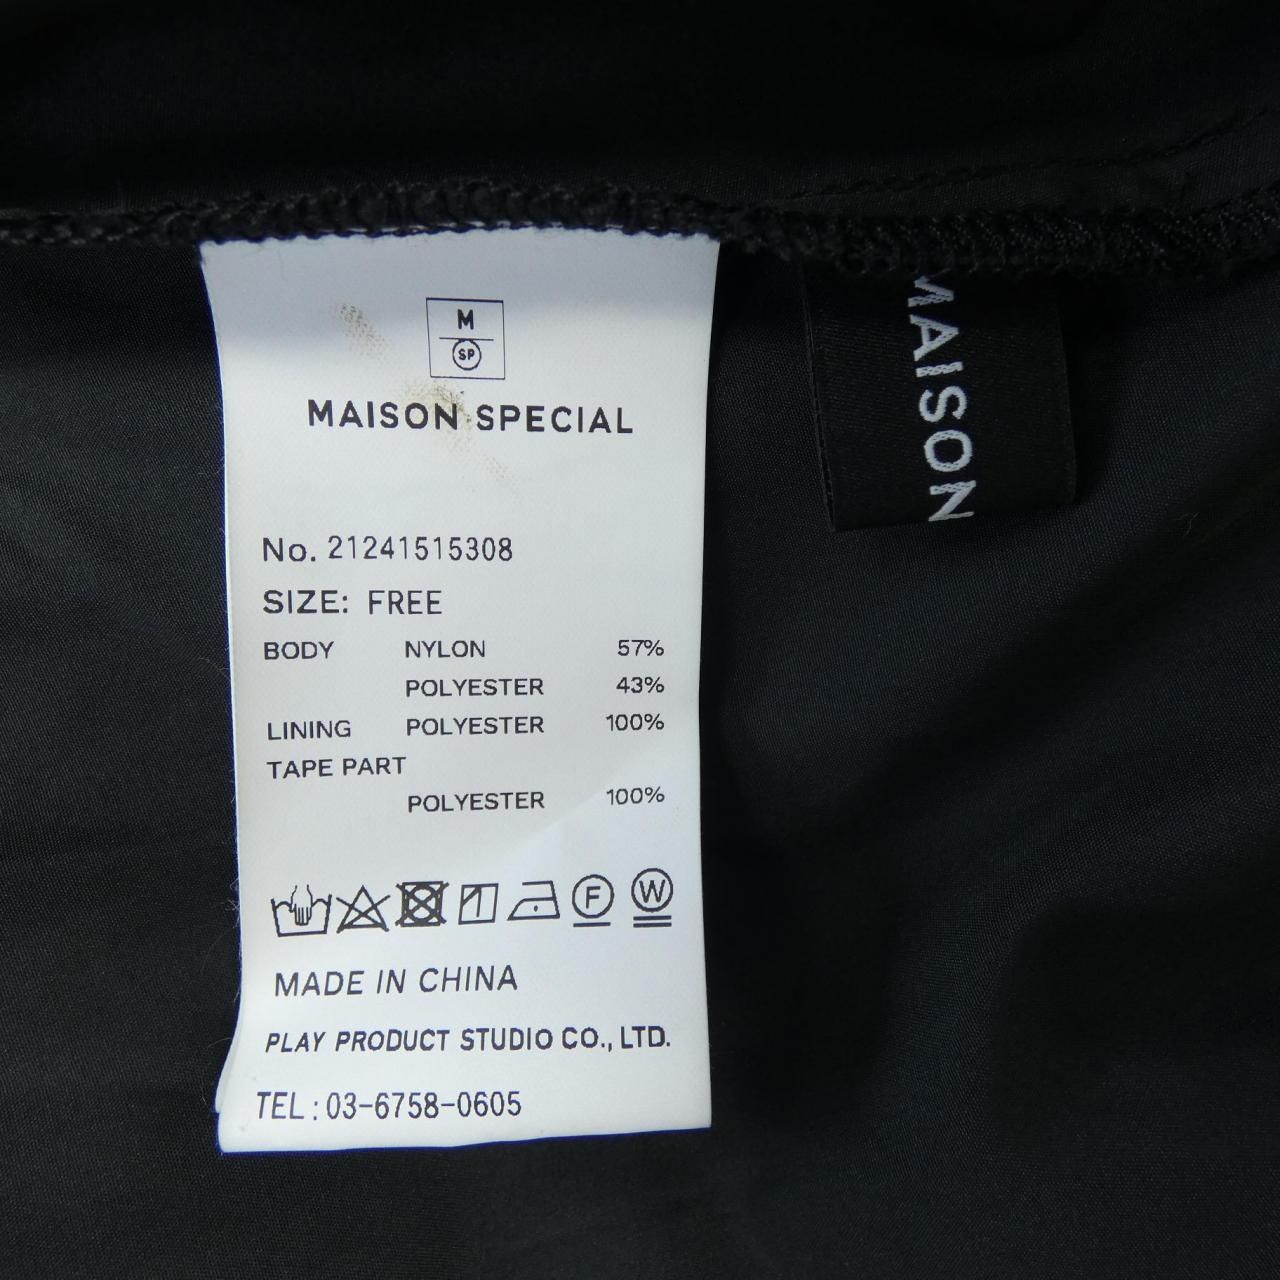 M
SP
MAISON SPECIAL
No. 21241515308
SIZE: FREE
BODY NYLON 57%
POLYESTER 43%
LINING POLYESTER 100%
TAPE PART
POLYESTER 100%
F W
MADE IN CHINA
PLAY PRODUCT STUDIO CO., LTD.
TEL : 03-6758-0605
MAISON